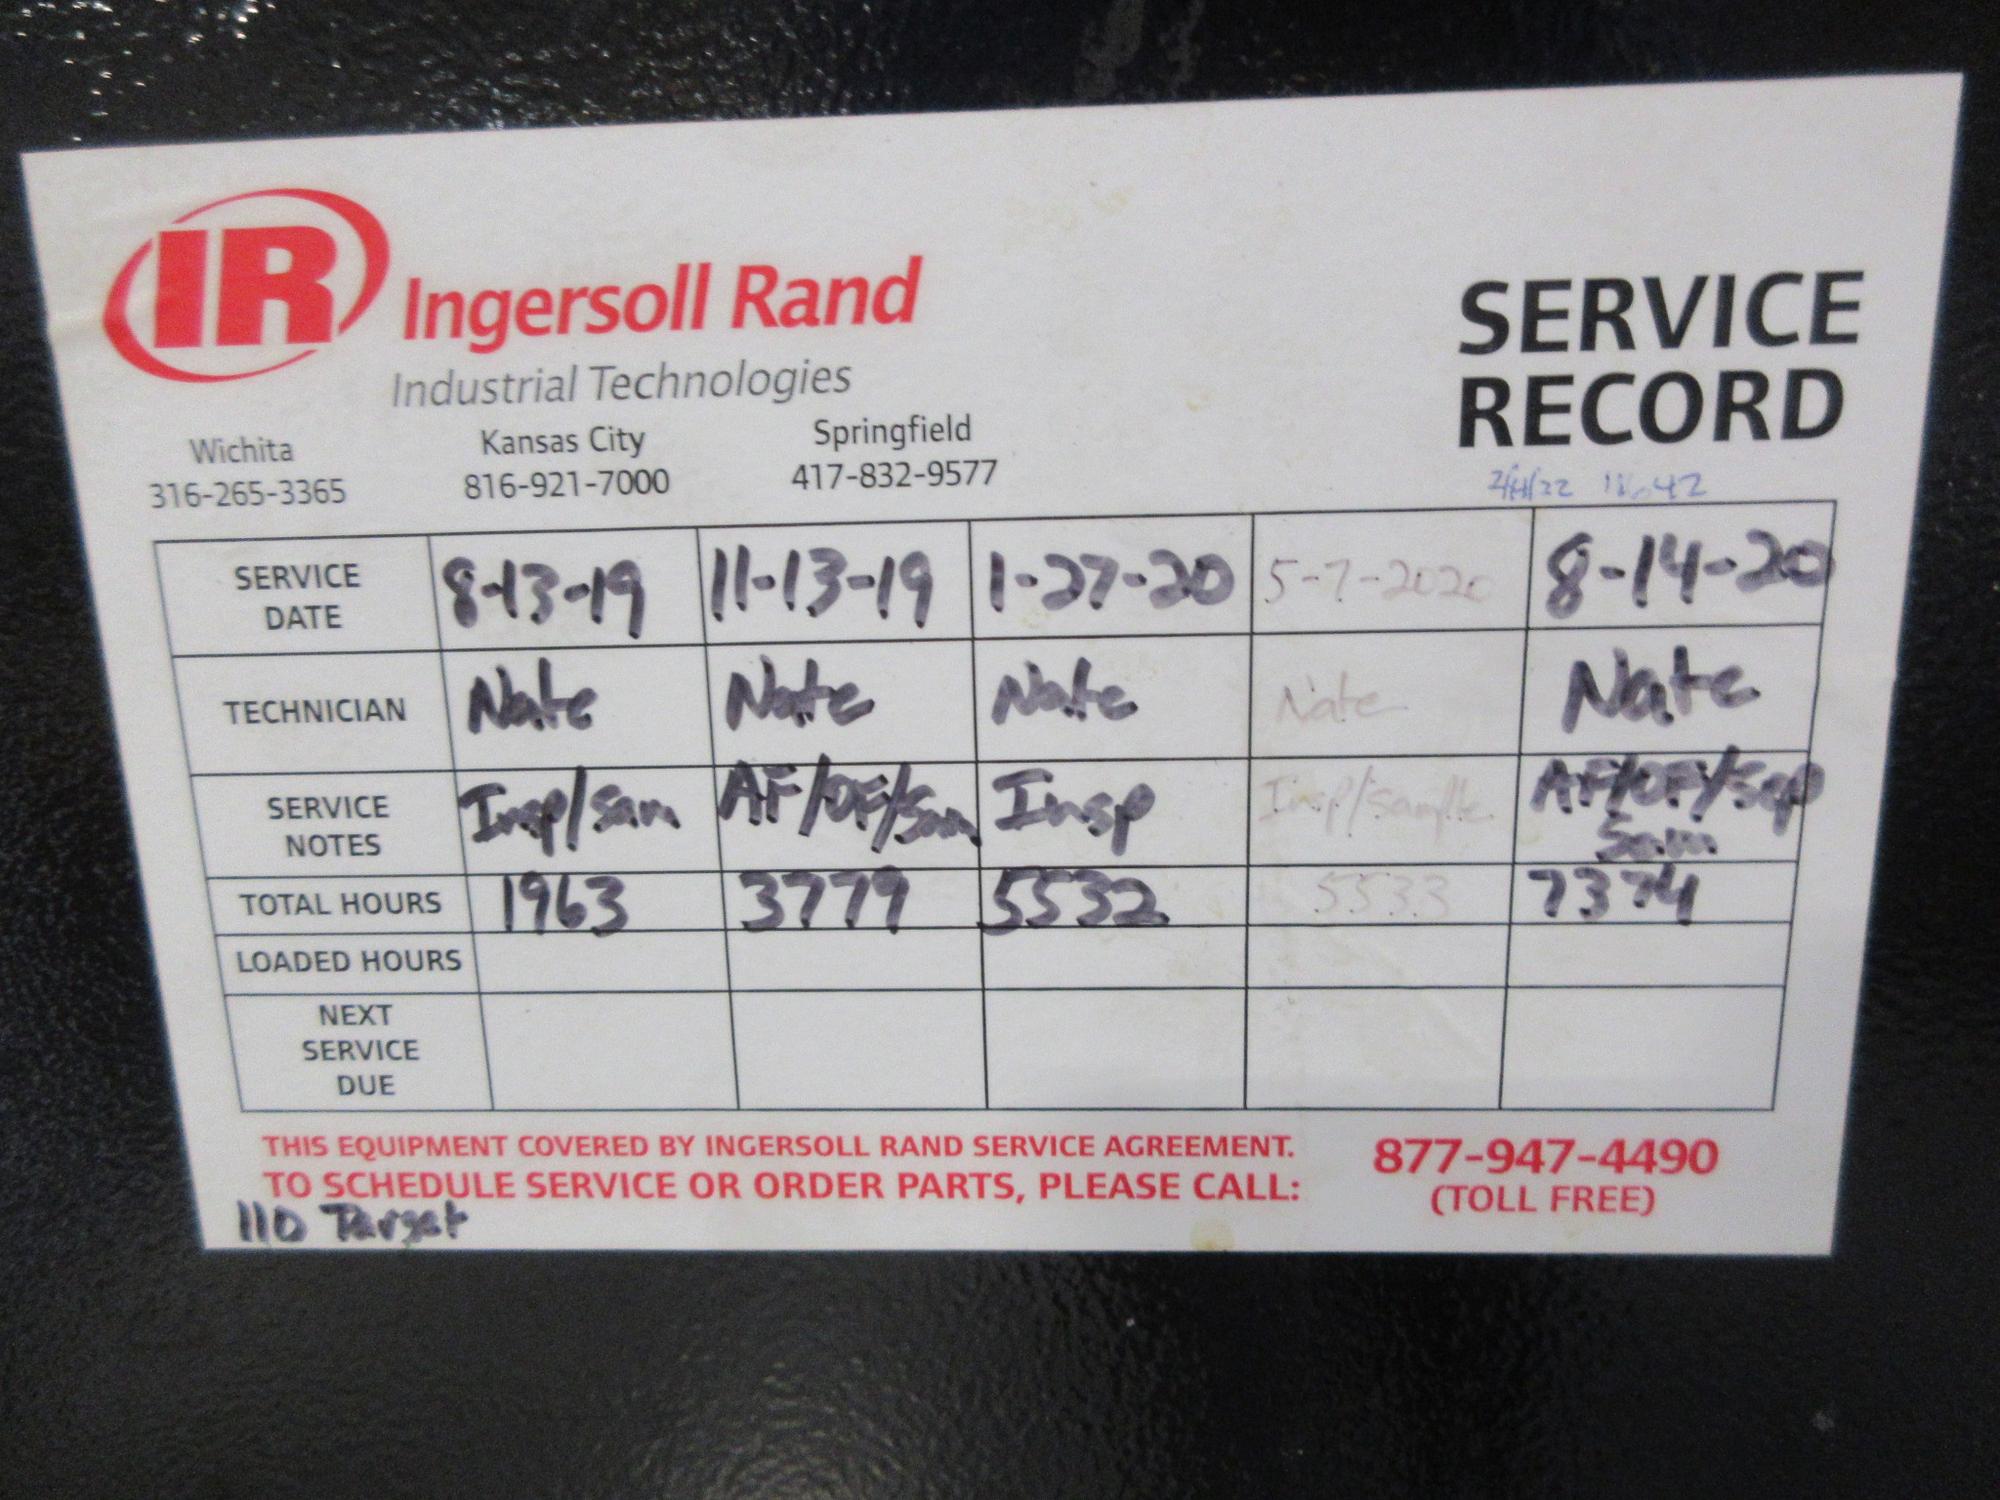 IR Ingersoll Rand
Industrial Technologies
SERVICE
RECORD
Wichita Kansas City Springfield
316-265-3365 816-921-7000 417-832-9577
SERVICE DATE 8-13-19 11-13-19 1-27-20 5-7-2020 8-14-20
TECHNICIAN Nate Nate Nate Nate Nate
SERVICE NOTES Insp/Sam AF/OF/Sam Insp Insp/Sample AF/OF/Sep Sam
TOTAL HOURS 1963 3779 5532 5533 7374
LOADED HOURS
NEXT
SERVICE
DUE
THIS EQUIPMENT COVERED BY INGERSOLL RAND SERVICE AGREEMENT. 877-947-4490
TO SCHEDULE SERVICE OR ORDER PARTS, PLEASE CALL: (TOLL FREE)
110 Target